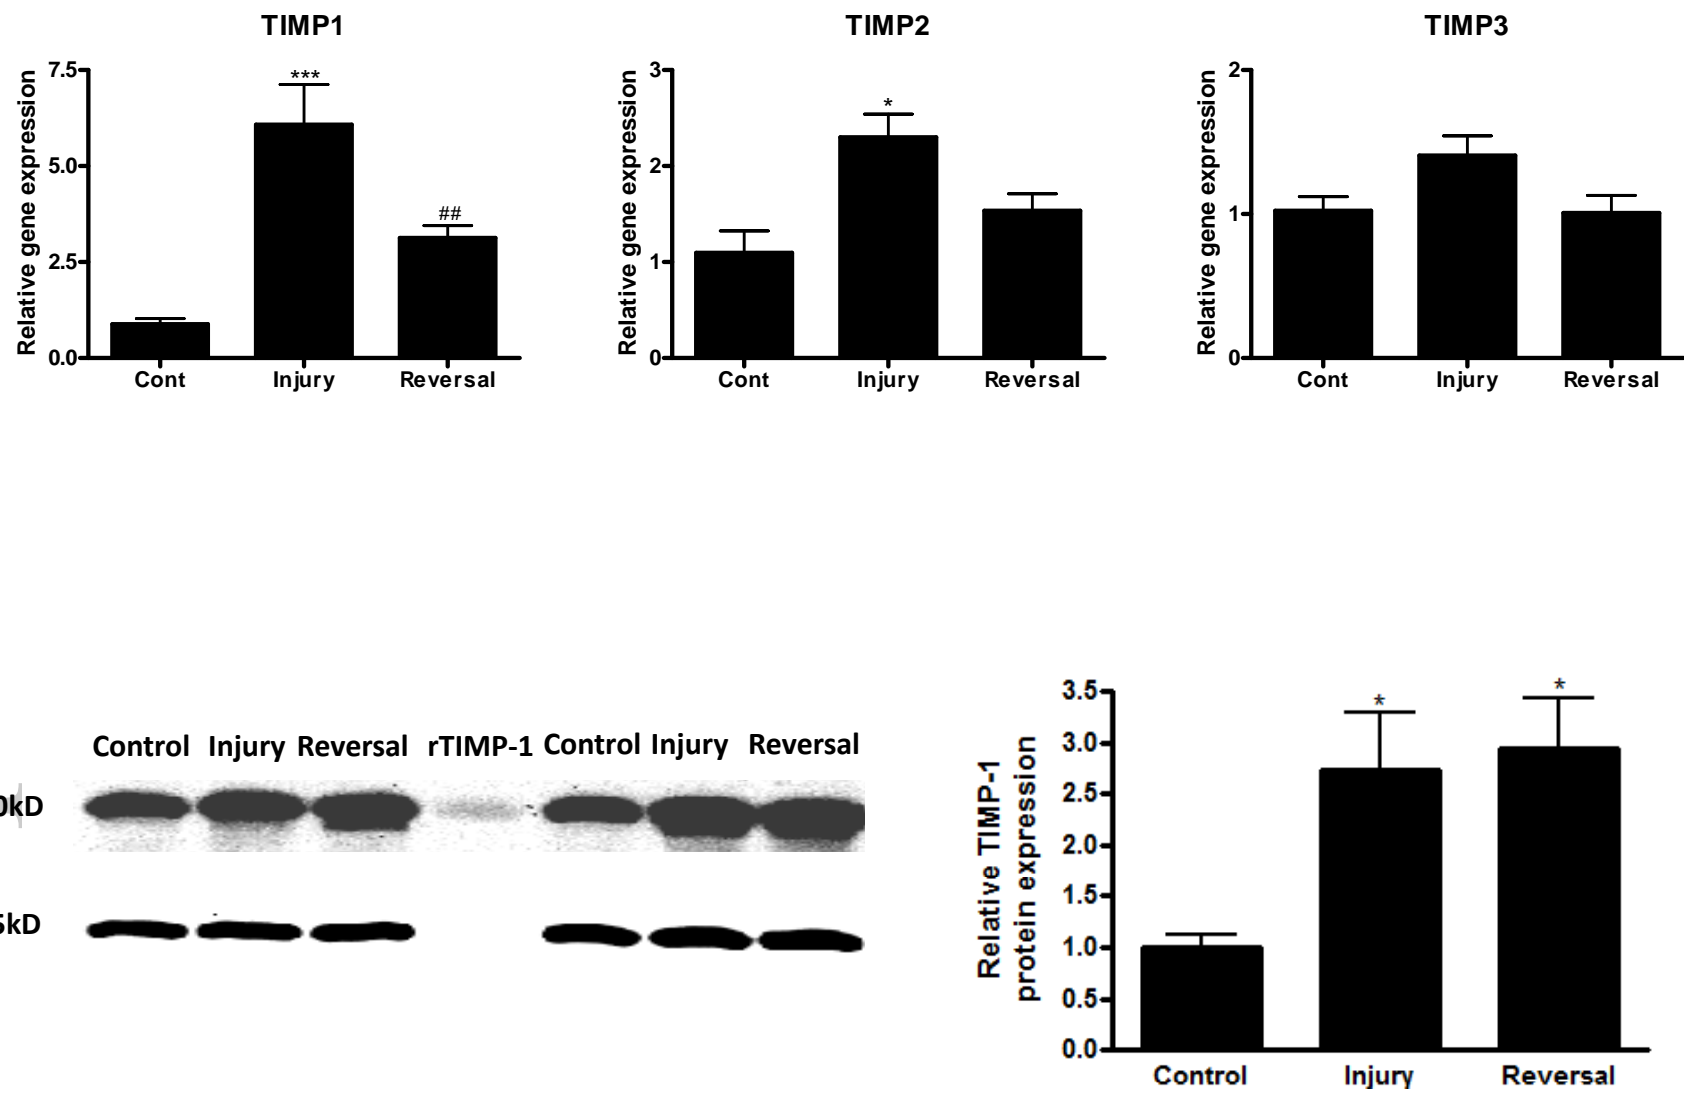 TIMP1
TIMP2
TIMP3
Relative gene expression
7.5
5.0
2.5
0.0
***
##
Cont Injury Reversal
Relative gene expression
3
2
1
0
*
Cont Injury Reversal
Relative gene expression
2
1
0
Cont Injury Reversal
Control Injury Reversal rTIMP-1 Control Injury Reversal
0kD
5kD
Relative TIMP-1
protein expression
3.5
3.0
2.5
2.0
1.5
1.0
0.5
0.0
*
*
Control Injury Reversal